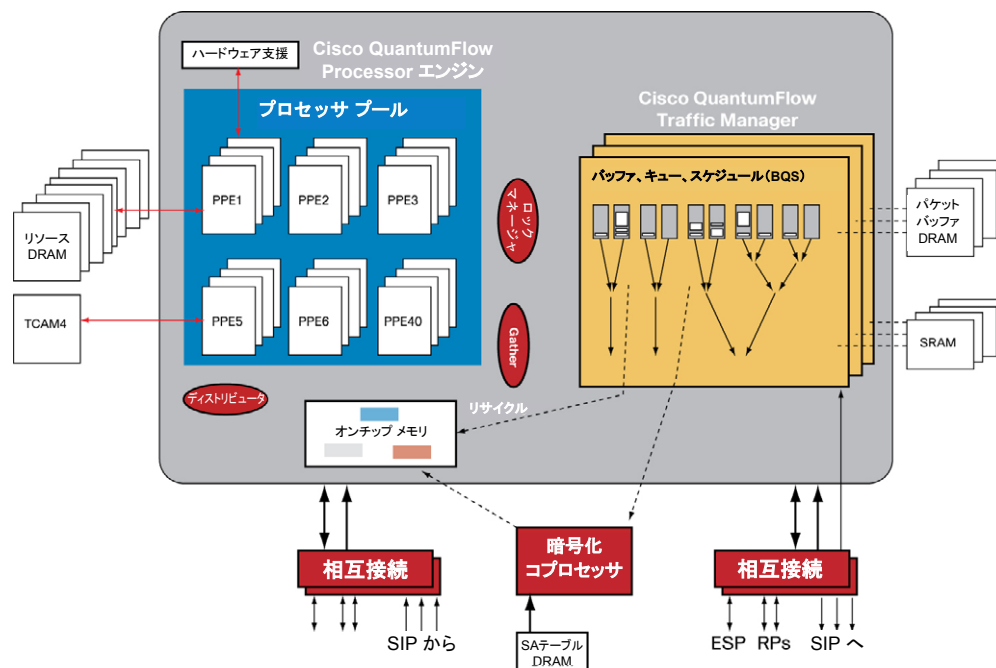 ハードウェア支援
Cisco QuantumFlow
Processor エンジン
プロセッサ プール
PPE1
PPE2
PPE3
PPE5
PPE6
PPE40
リソース
DRAM
TCAM4
ロック
マネージャ
Gather
ディストリビュータ
リサイクル
オンチップ メモリ
Cisco QuantumFlow
Traffic Manager
バッファ、キュー、スケジュール(BQS)
パケット
バッファ
DRAM
SRAM
相互接続
SIP から
暗号化
コプロセッサ
SAテーブル
DRAM
相互接続
ESP
RPs
SIP へ